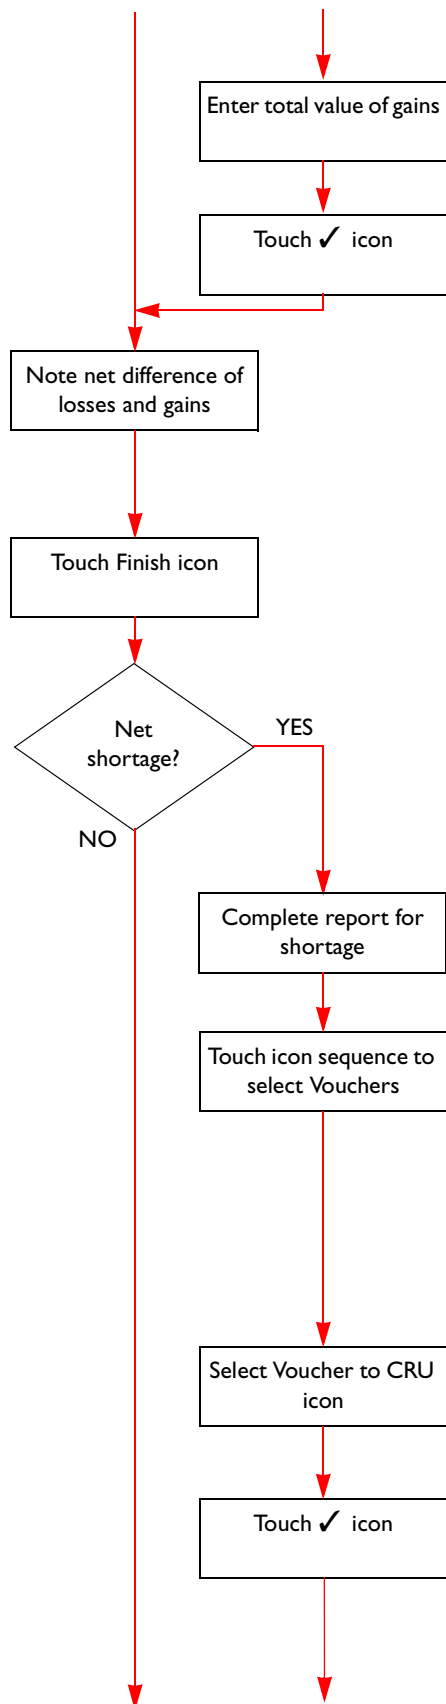 Enter total value of gains
Touch ✓ icon
Note net difference of
losses and gains
Touch Finish icon
Net
shortage?
YES
NO
Complete report for
shortage
Touch icon sequence to
select Vouchers
Select Voucher to CRU
icon
Touch ✓ icon